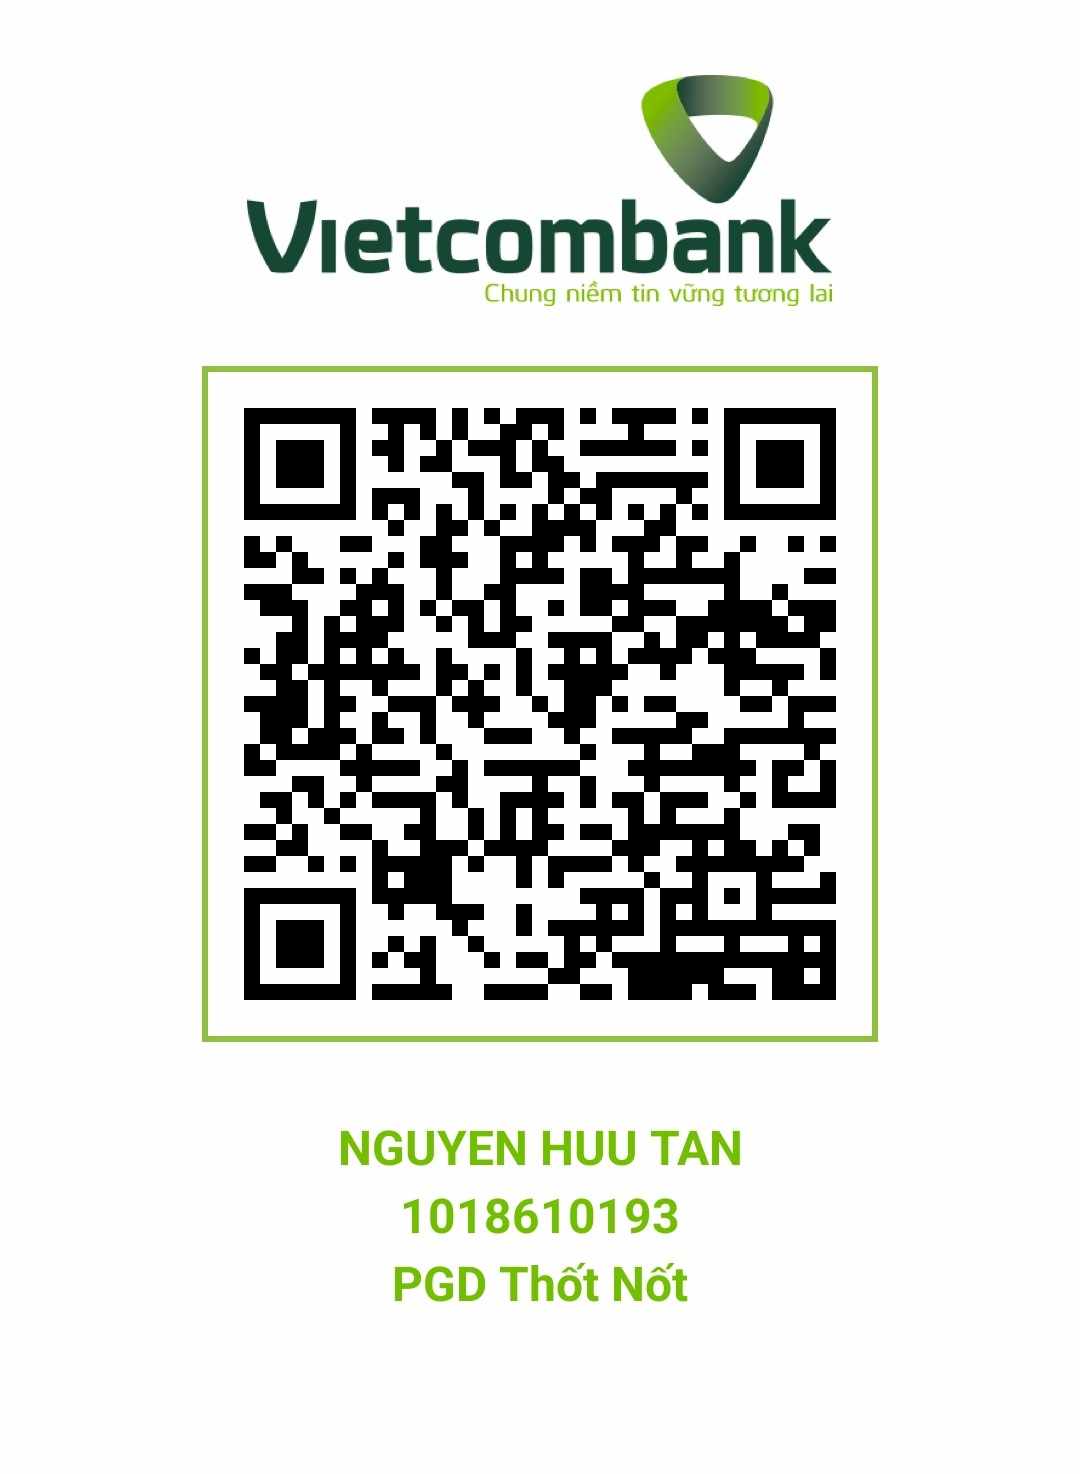 Vietcombank
Chung niềm tin vững tương lai
NGUYEN HUU TAN
1018610193
PGD Thốt Nốt